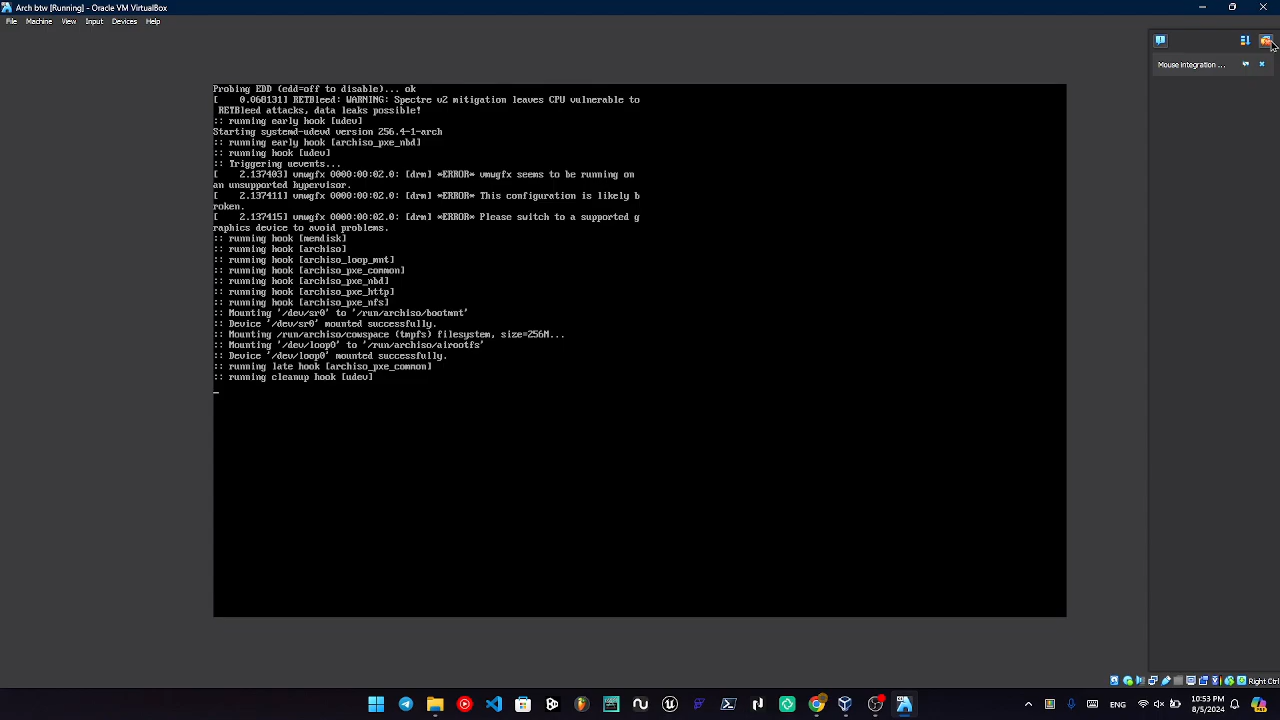 Arch btw [Running] - Oracle VM VirtualBox
File Machine View Input Devices Help
Mouse integration ...
Probing EDD (edd=off to disable)... ok
[    0.068131] RETBleed: WARNING: Spectre v2 mitigation leaves CPU vulnerable to
 RETBleed attacks, data leaks possible!
:: running early hook [udev]
Starting systemd-udevd version 256.4-1-arch
:: running early hook [archiso_pxe_nbd]
:: running hook [udev]
:: Triggering uevents...
[    2.137403] vmwgfx 0000:00:02.0: [drm] *ERROR* vmwgfx seems to be running on
an unsupported hypervisor.
[    2.137411] vmwgfx 0000:00:02.0: [drm] *ERROR* This configuration is likely b
roken.
[    2.137415] vmwgfx 0000:00:02.0: [drm] *ERROR* Please switch to a supported g
raphics device to avoid problems.
:: running hook [memdisk]
:: running hook [archiso]
:: running hook [archiso_loop_mnt]
:: running hook [archiso_pxe_common]
:: running hook [archiso_pxe_nbd]
:: running hook [archiso_pxe_http]
:: running hook [archiso_pxe_nfs]
:: Mounting '/dev/sr0' to '/run/archiso/bootmnt'
:: Device '/dev/sr0' mounted successfully.
:: Mounting /run/archiso/cowspace (tmpfs) filesystem, size=256M...
:: Mounting '/dev/loop0' to '/run/archiso/airootfs'
:: Device '/dev/loop0' mounted successfully.
:: running late hook [archiso_pxe_common]
:: running cleanup hook [udev]
_
Right Ctrl
ENG
10:53 PM
8/5/2024